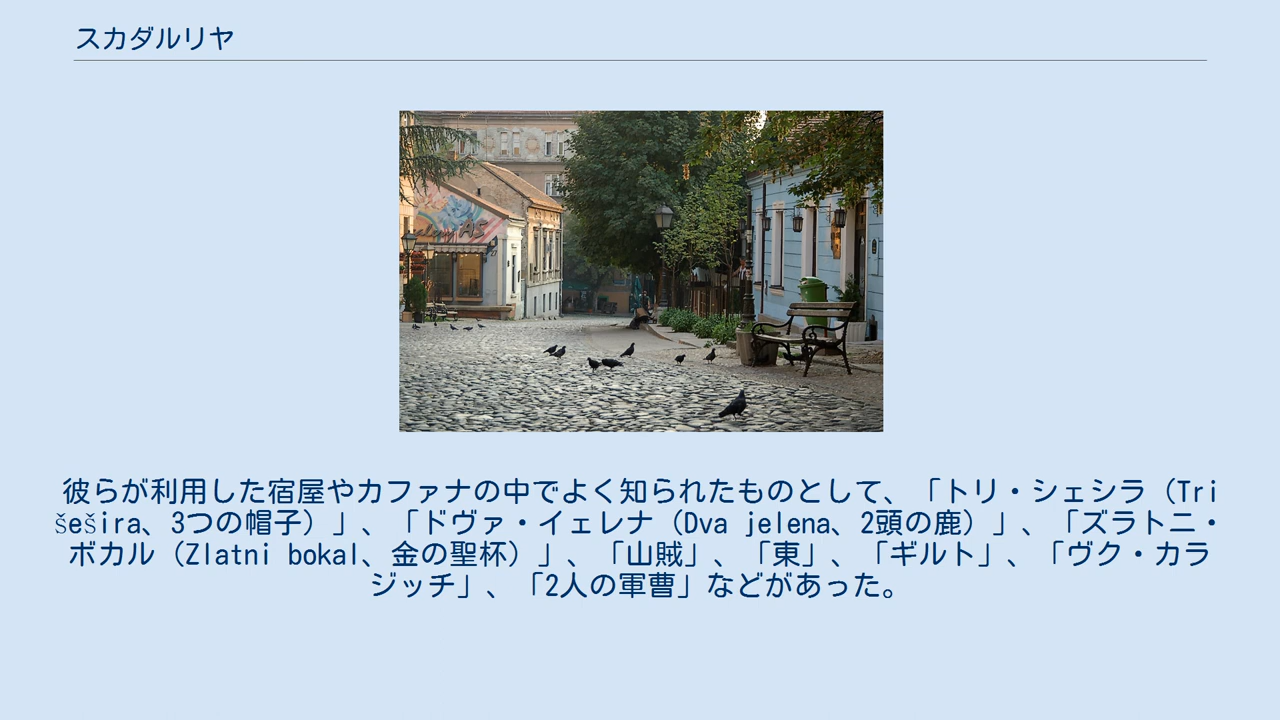 スカダルリヤ
AS
彼らが利用した宿屋やカファナの中でよく知られたものとして、「トリ・シェシラ（Tri
šešira、3つの帽子）」、「ドヴァ・イェレナ（Dva jelena、2頭の鹿）」、「ズラトニ・
ボカル（Zlatni bokal、金の聖杯）」、「山賊」、「東」、「ギルト」、「ヴク・カラ
ジッチ」、「2人の軍曹」などがあった。